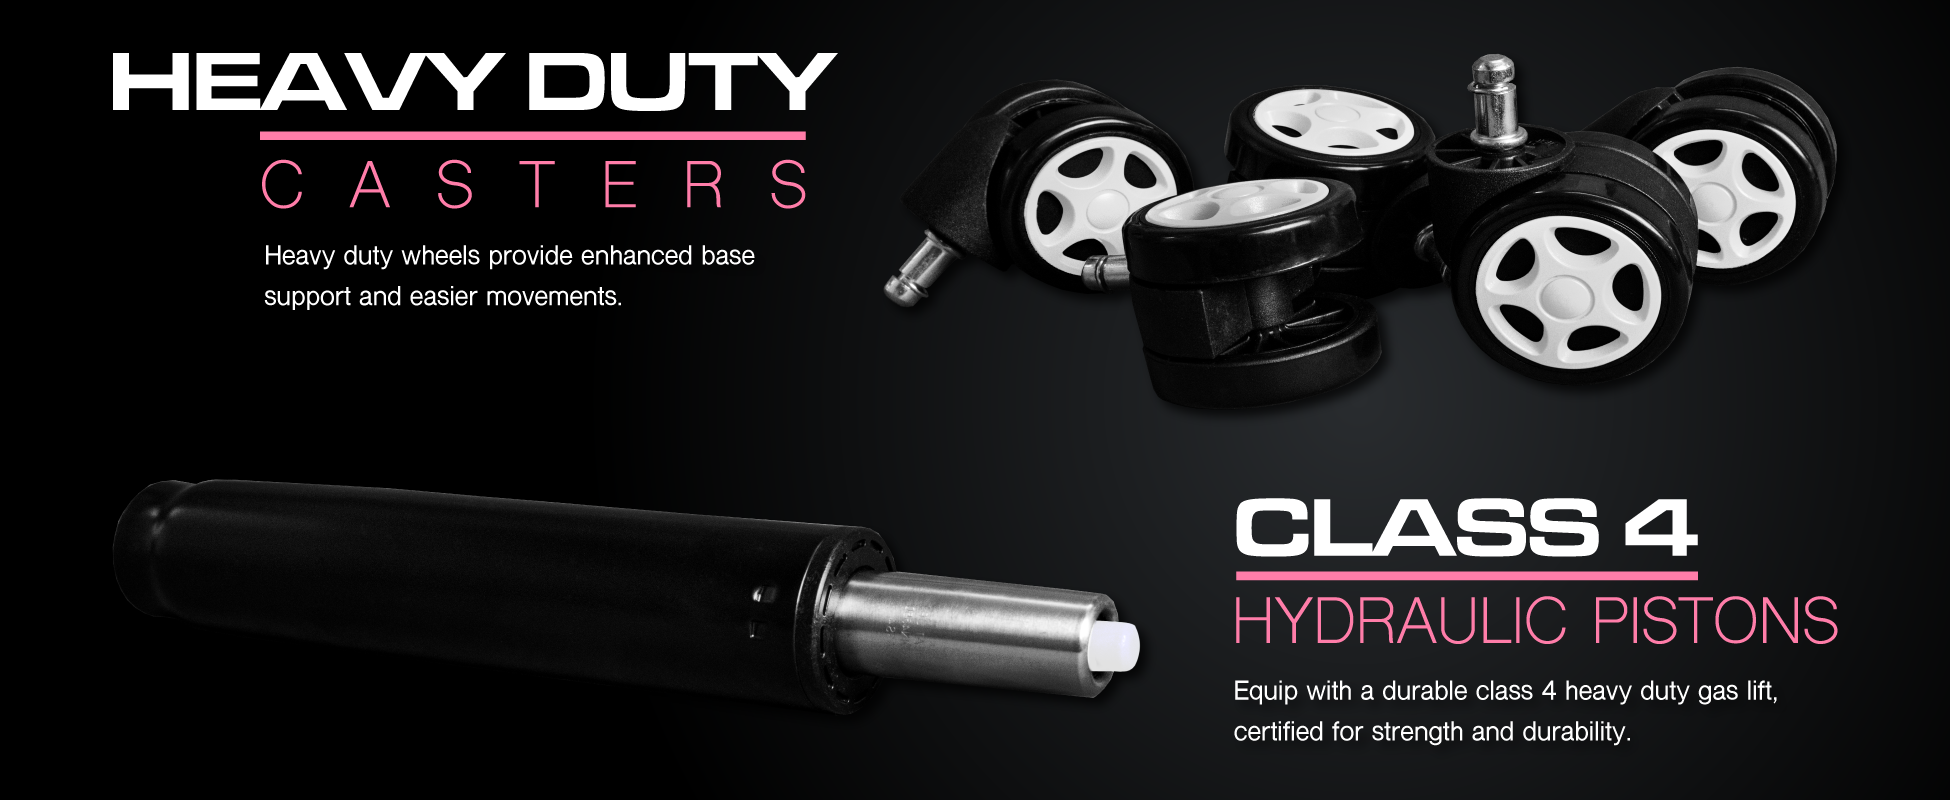 HEAVY DUTY
CASTERS
Heavy duty wheels provide enhanced base
support and easier movements.
CLASS 4
HYDRAULIC PISTONS
Equip with a durable class 4 heavy duty gas lift,
certified for strength and durability.